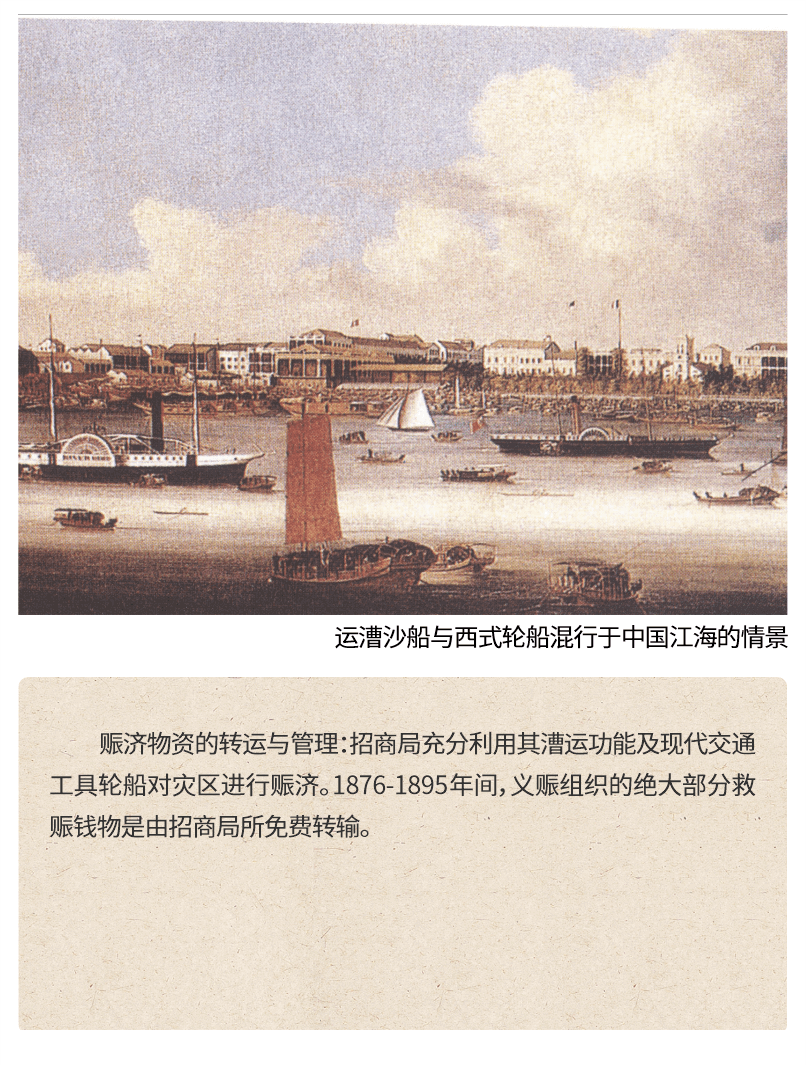 运漕沙船与西式轮船混行于中国江海的情景
赈济物资的转运与管理：招商局充分利用其漕运功能及现代交通
工具轮船对灾区进行赈济。1876-1895年间，义赈组织的绝大部分救
赈钱物是由招商局所免费转输。